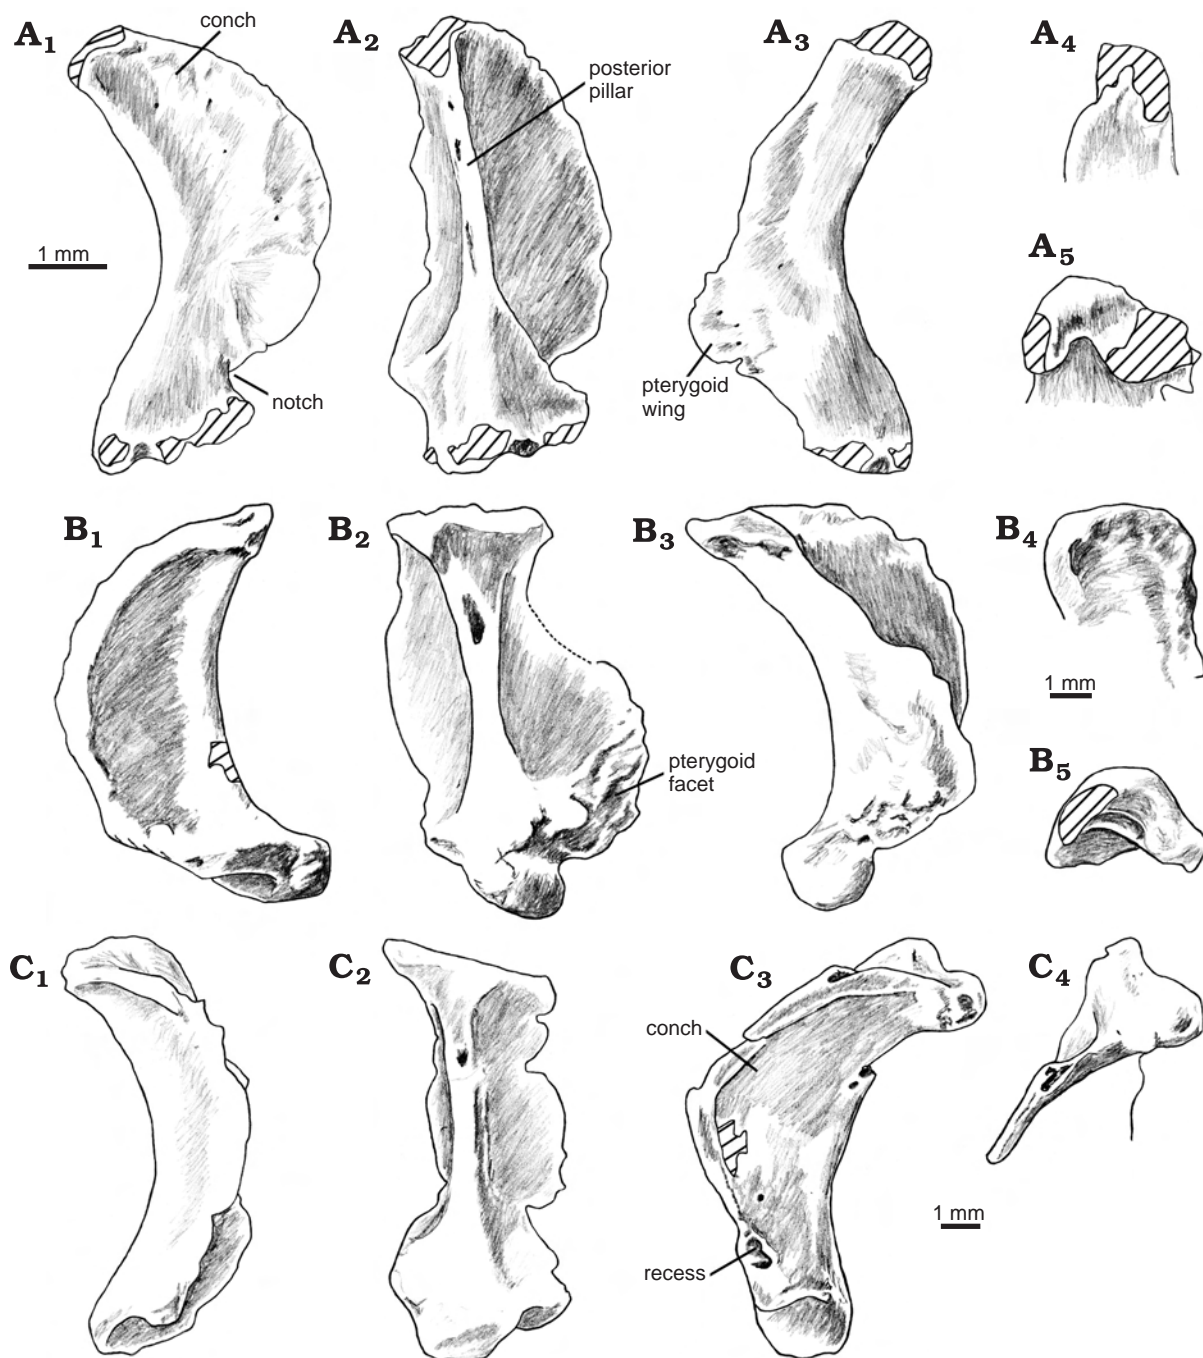 A1
conch
A2
posterior
pillar
A3
A4
1 mm
A5
notch
pterygoid
wing
B1
B2
B3
B4
1 mm
pterygoid
facet
B5
C1
C2
C3
C4
conch
recess
1 mm